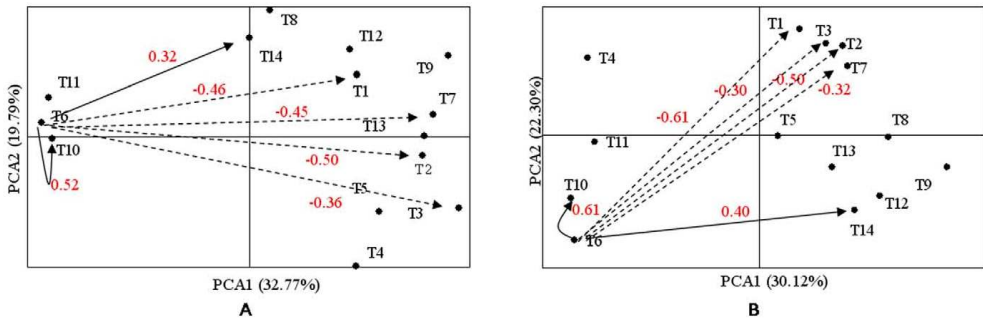 T8
0.32
T14
T12
T9
T11
-0.46
T1
T7
T6
-0.45
T13
T10
-0.50
T2
0.52
T5
-0.36
T3
T4
PCA2 (19.79%)
PCA1 (32.77%)
A
T1
T3
T2
T4
-0.50
T7
-0.30
-0.32
-0.61
T5
T8
T11
T13
T9
T10
T12
0.61
0.40
T6
T14
PCA2 (22.30%)
PCA1 (30.12%)
B